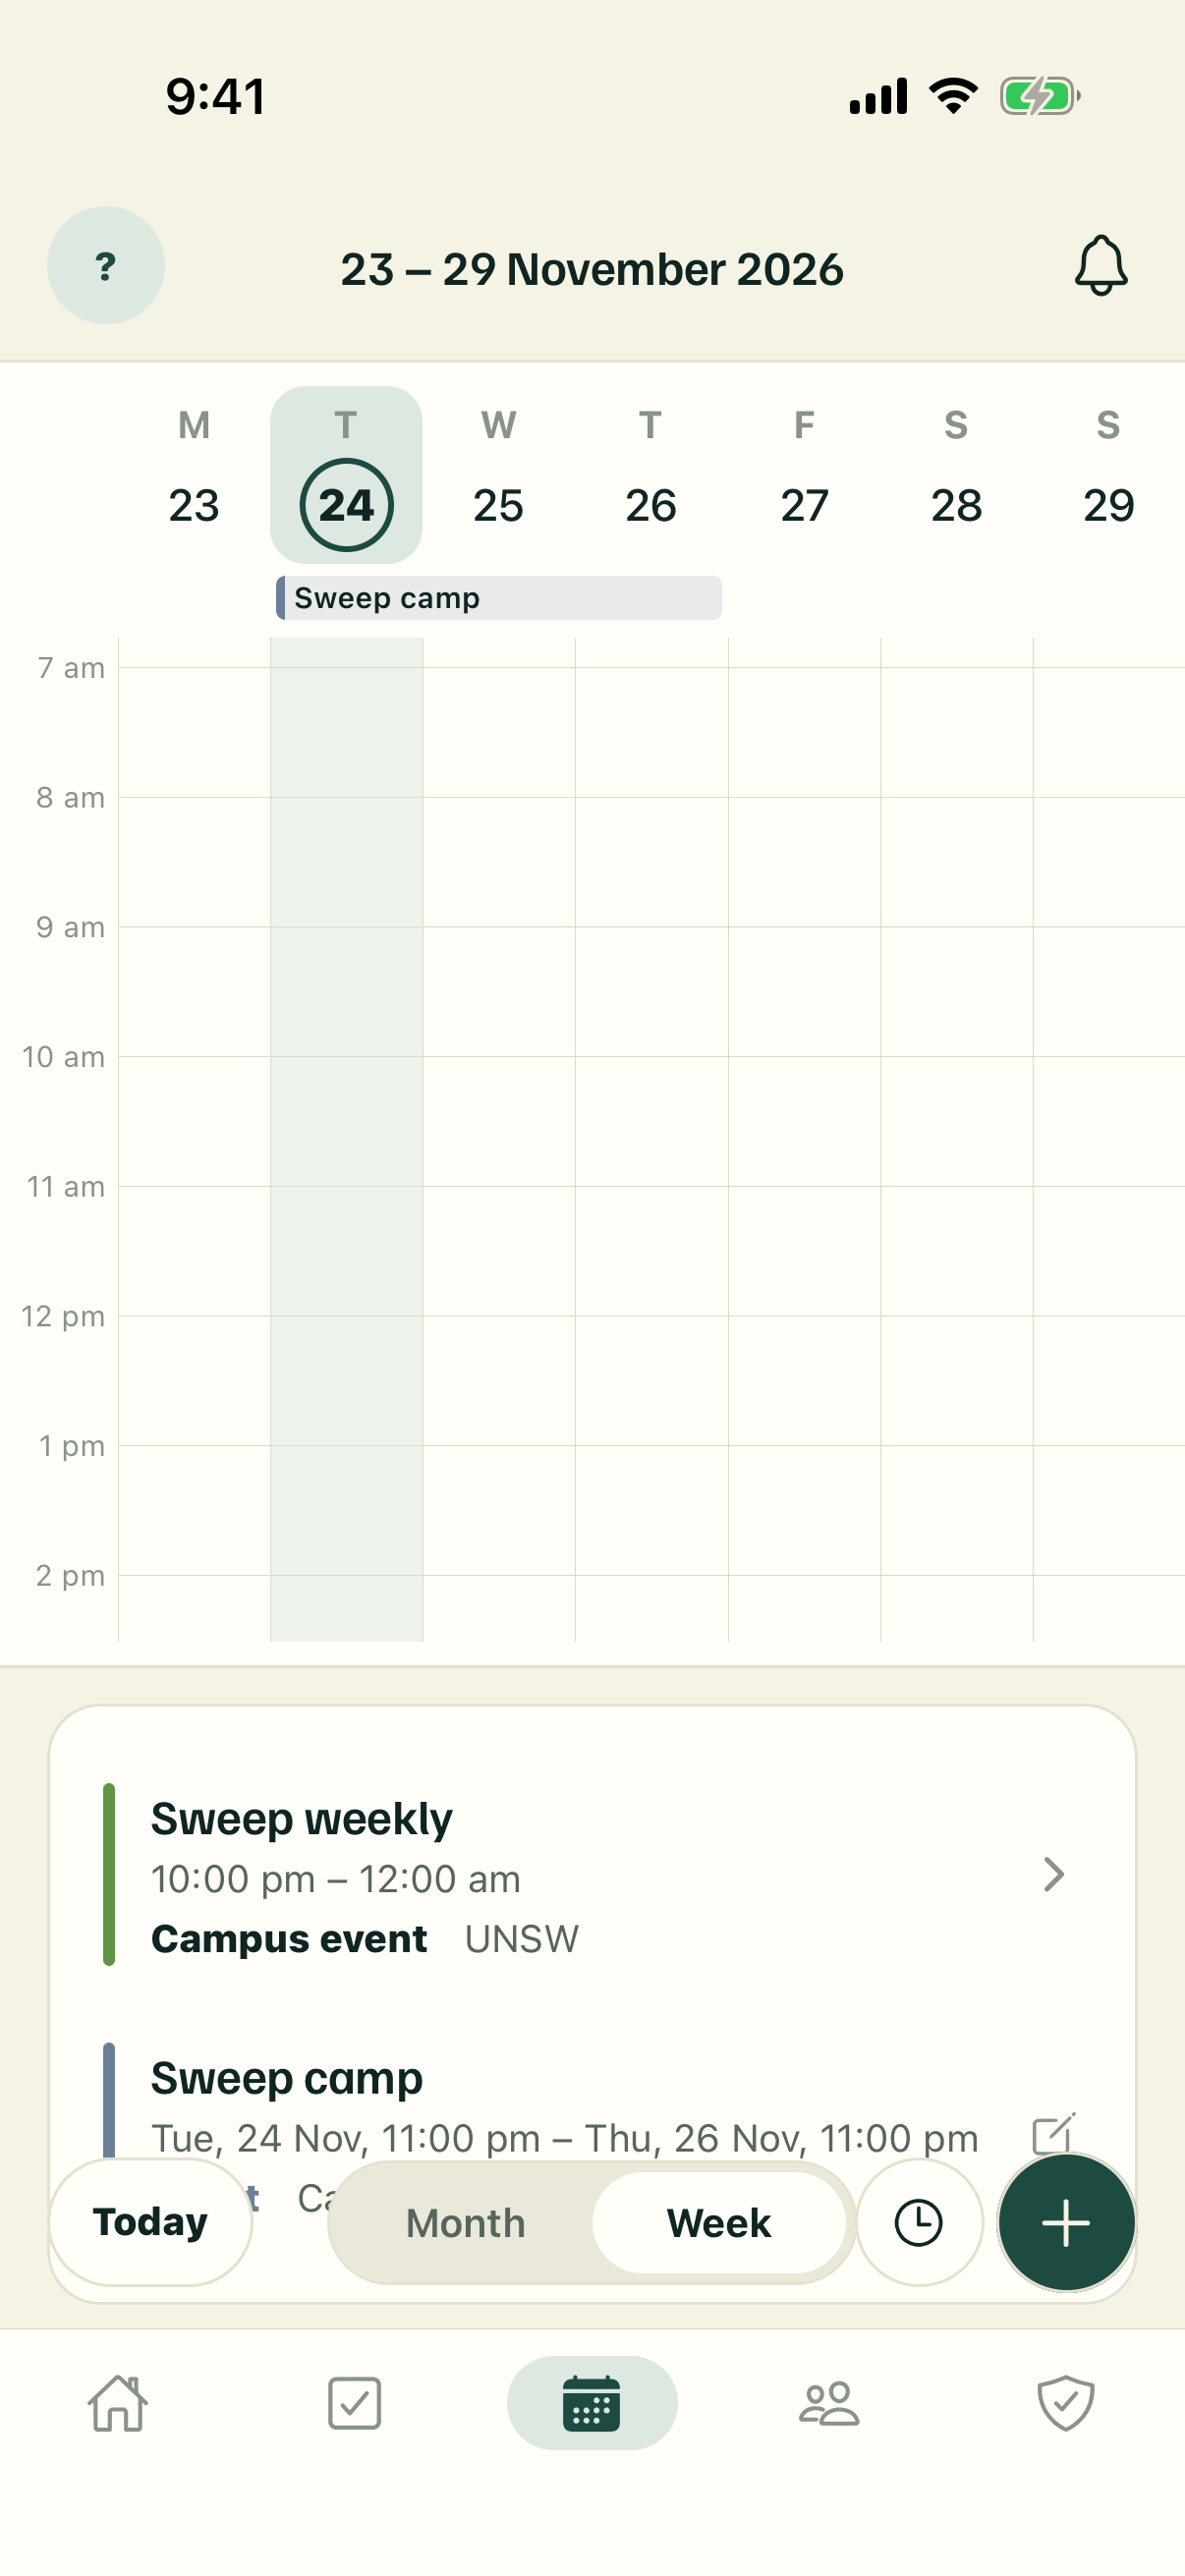 9:41
?
23 – 29 November 2026
M T W T F S S
23 24 25 26 27 28 29
Sweep camp
7 am
8 am
9 am
10 am
11 am
12 pm
1 pm
2 pm
Sweep weekly
10:00 pm – 12:00 am
Campus event UNSW
Sweep camp
Tue, 24 Nov, 11:00 pm – Thu, 26 Nov, 11:00 pm
Today Month Week